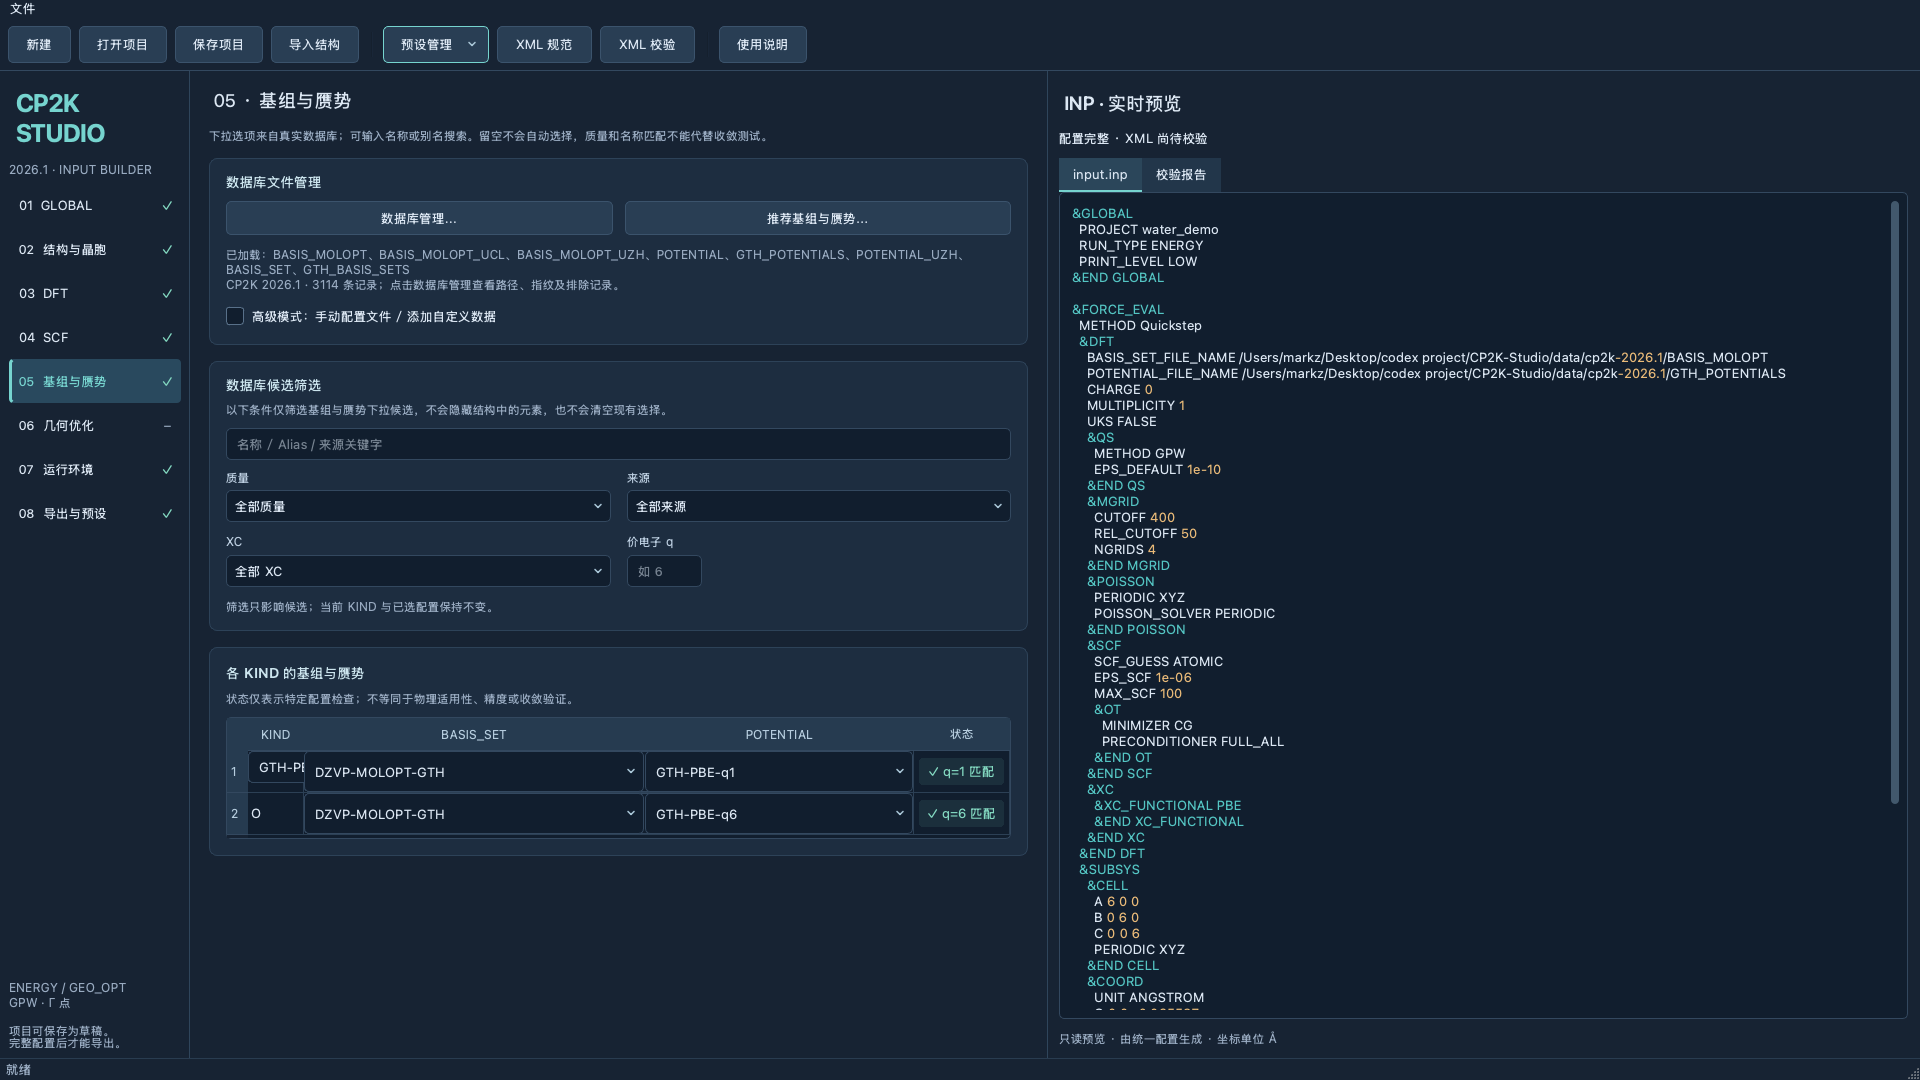 文件
新建
打开项目
保存项目
导入结构
预设管理
XML 规范
XML 校验
使用说明
CP2K
STUDIO
2026.1 · INPUT BUILDER
01 GLOBAL ✓
02 结构与晶胞 ✓
03 DFT ✓
04 SCF ✓
05 基组与赝势 ✓
06 几何优化 –
07 运行环境 ✓
08 导出与预设 ✓
ENERGY / GEO_OPT
GPW · Γ 点
项目可保存为草稿。
完整配置后才能导出。
就绪
05 · 基组与赝势
下拉选项来自真实数据库；可输入名称或别名搜索。留空不会自动选择，质量和名称匹配不能代替收敛测试。
数据库文件管理
数据库管理...
推荐基组与赝势...
已加载：BASIS_MOLOPT、BASIS_MOLOPT_UCL、BASIS_MOLOPT_UZH、POTENTIAL、GTH_POTENTIALS、POTENTIAL_UZH、
BASIS_SET、GTH_BASIS_SETS
CP2K 2026.1 · 3114 条记录；点击数据库管理查看路径、指纹及排除记录。
高级模式：手动配置文件 / 添加自定义数据
数据库候选筛选
以下条件仅筛选基组与赝势下拉候选，不会隐藏结构中的元素，也不会清空现有选择。
名称 / Alias / 来源关键字
质量
来源
全部质量
全部来源
XC
价电子 q
全部 XC
如 6
筛选只影响候选；当前 KIND 与已选配置保持不变。
各 KIND 的基组与赝势
状态仅表示特定配置检查；不等同于物理适用性、精度或收敛验证。
KIND BASIS_SET POTENTIAL 状态
1 GTH-PB DZVP-MOLOPT-GTH GTH-PBE-q1 ✓ q=1 匹配
2 O DZVP-MOLOPT-GTH GTH-PBE-q6 ✓ q=6 匹配
INP · 实时预览
配置完整 · XML 尚待校验
input.inp
校验报告
&GLOBAL
PROJECT water_demo
RUN_TYPE ENERGY
PRINT_LEVEL LOW
&END GLOBAL
&FORCE_EVAL
METHOD Quickstep
&DFT
BASIS_SET_FILE_NAME /Users/markz/Desktop/codex project/CP2K-Studio/data/cp2k-2026.1/BASIS_MOLOPT
POTENTIAL_FILE_NAME /Users/markz/Desktop/codex project/CP2K-Studio/data/cp2k-2026.1/GTH_POTENTIALS
CHARGE 0
MULTIPLICITY 1
UKS FALSE
&QS
METHOD GPW
EPS_DEFAULT 1e-10
&END QS
&MGRID
CUTOFF 400
REL_CUTOFF 50
NGRIDS 4
&END MGRID
&POISSON
PERIODIC XYZ
POISSON_SOLVER PERIODIC
&END POISSON
&SCF
SCF_GUESS ATOMIC
EPS_SCF 1e-06
MAX_SCF 100
&OT
MINIMIZER CG
PRECONDITIONER FULL_ALL
&END OT
&END SCF
&XC
&XC_FUNCTIONAL PBE
&END XC_FUNCTIONAL
&END XC
&END DFT
&SUBSYS
&CELL
A 6 0 0
B 0 6 0
C 0 0 6
PERIODIC XYZ
&END CELL
&COORD
UNIT ANGSTROM
只读预览 · 由统一配置生成 · 坐标单位 Å